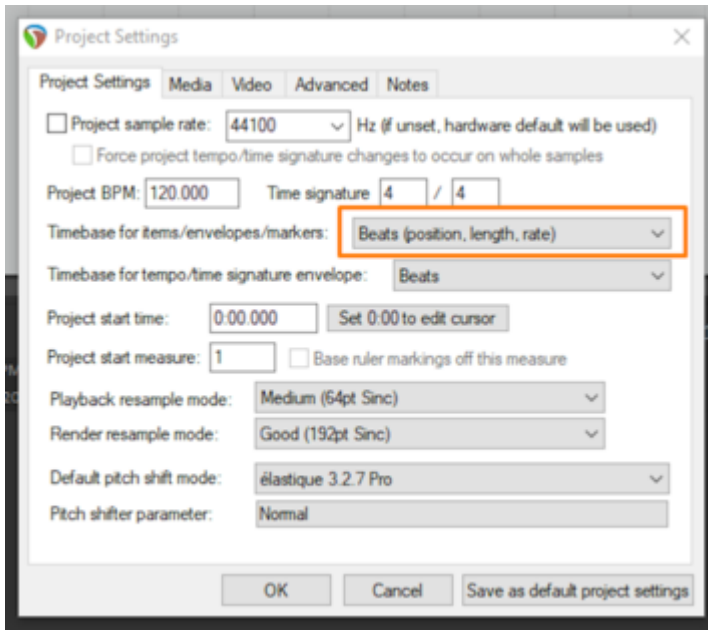 Project Settings
Project Settings Media Video Advanced Notes
Project sample rate: 44100 Hz (if unset, hardware default will be used)
Force project tempo/time signature changes to occur on whole samples
Project BPM: 120.000 Time signature 4 / 4
Timebase for items/envelopes/markers: Beats (position, length, rate)
Timebase for tempo/time signature envelope: Beats
Project start time: 0:00.000 Set 0:00 to edit cursor
Project start measure: 1 Base ruler markings off this measure
Playback resample mode: Medium (64pt Sinc)
Render resample mode: Good (192pt Sinc)
Default pitch shift mode: élastique 3.2.7 Pro
Pitch shifter parameter: Normal
OK Cancel Save as default project settings